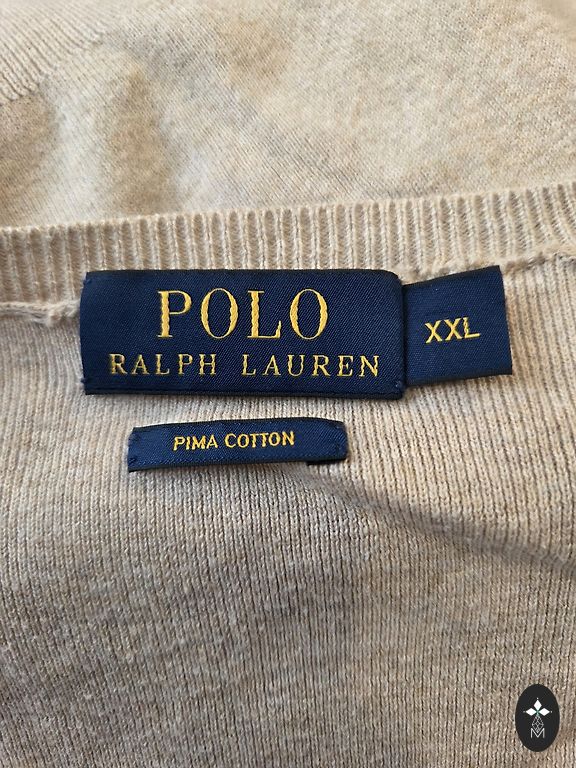 POLO
RALPH LAUREN
XXL
PIMA COTTON
M